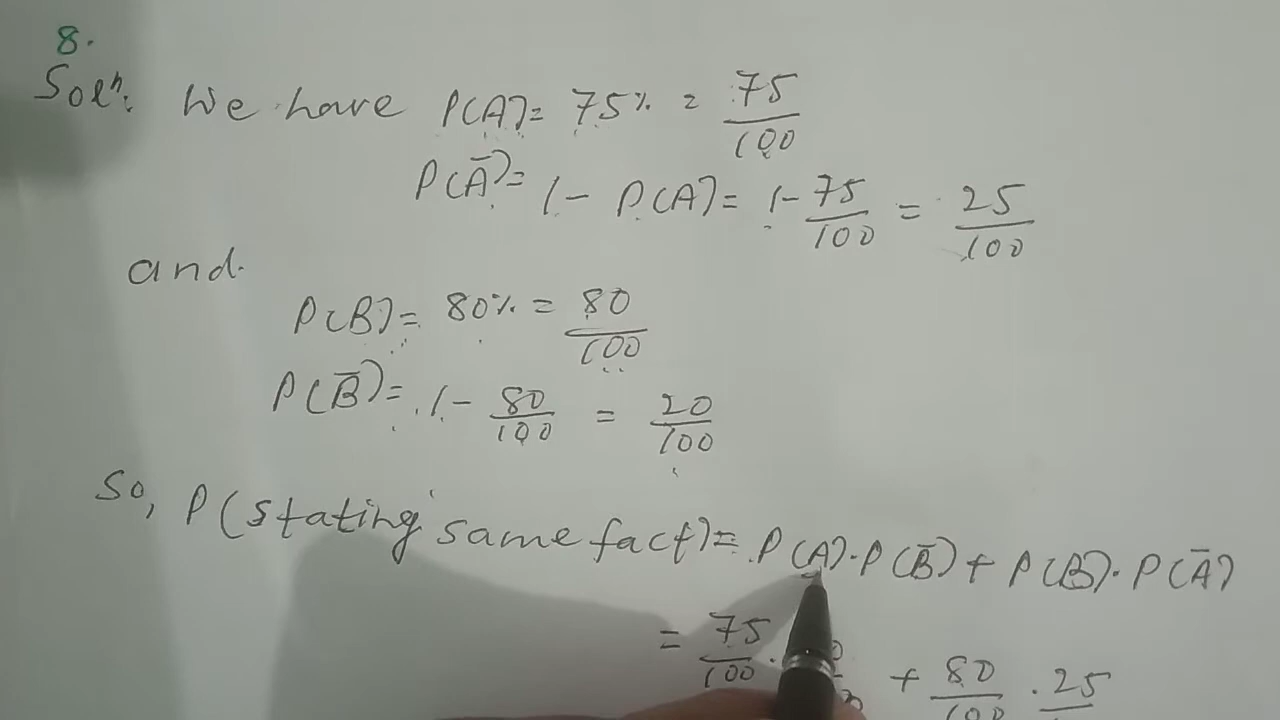 8.
Solⁿ: We have P(A) = 75% = 75/100
P(Ā) = 1 - P(A) = 1 - 75/100 = 25/100
and.
P(B) = 80% = 80/100
P(B̄) = 1 - 80/100 = 20/100
So, P(stating same fact) = P(A).P(B̄) + P(B).P(Ā)
= 75/100 . + 80/100 . 25